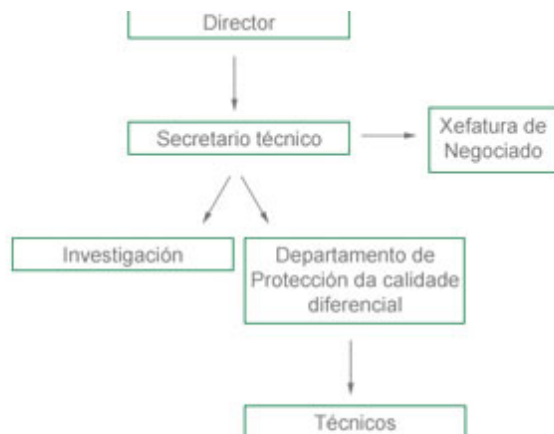 Director
Secretario técnico
Xefatura de
Negociado
Investigación
Departamento de
Protección da calidade
diferencial
Técnicos